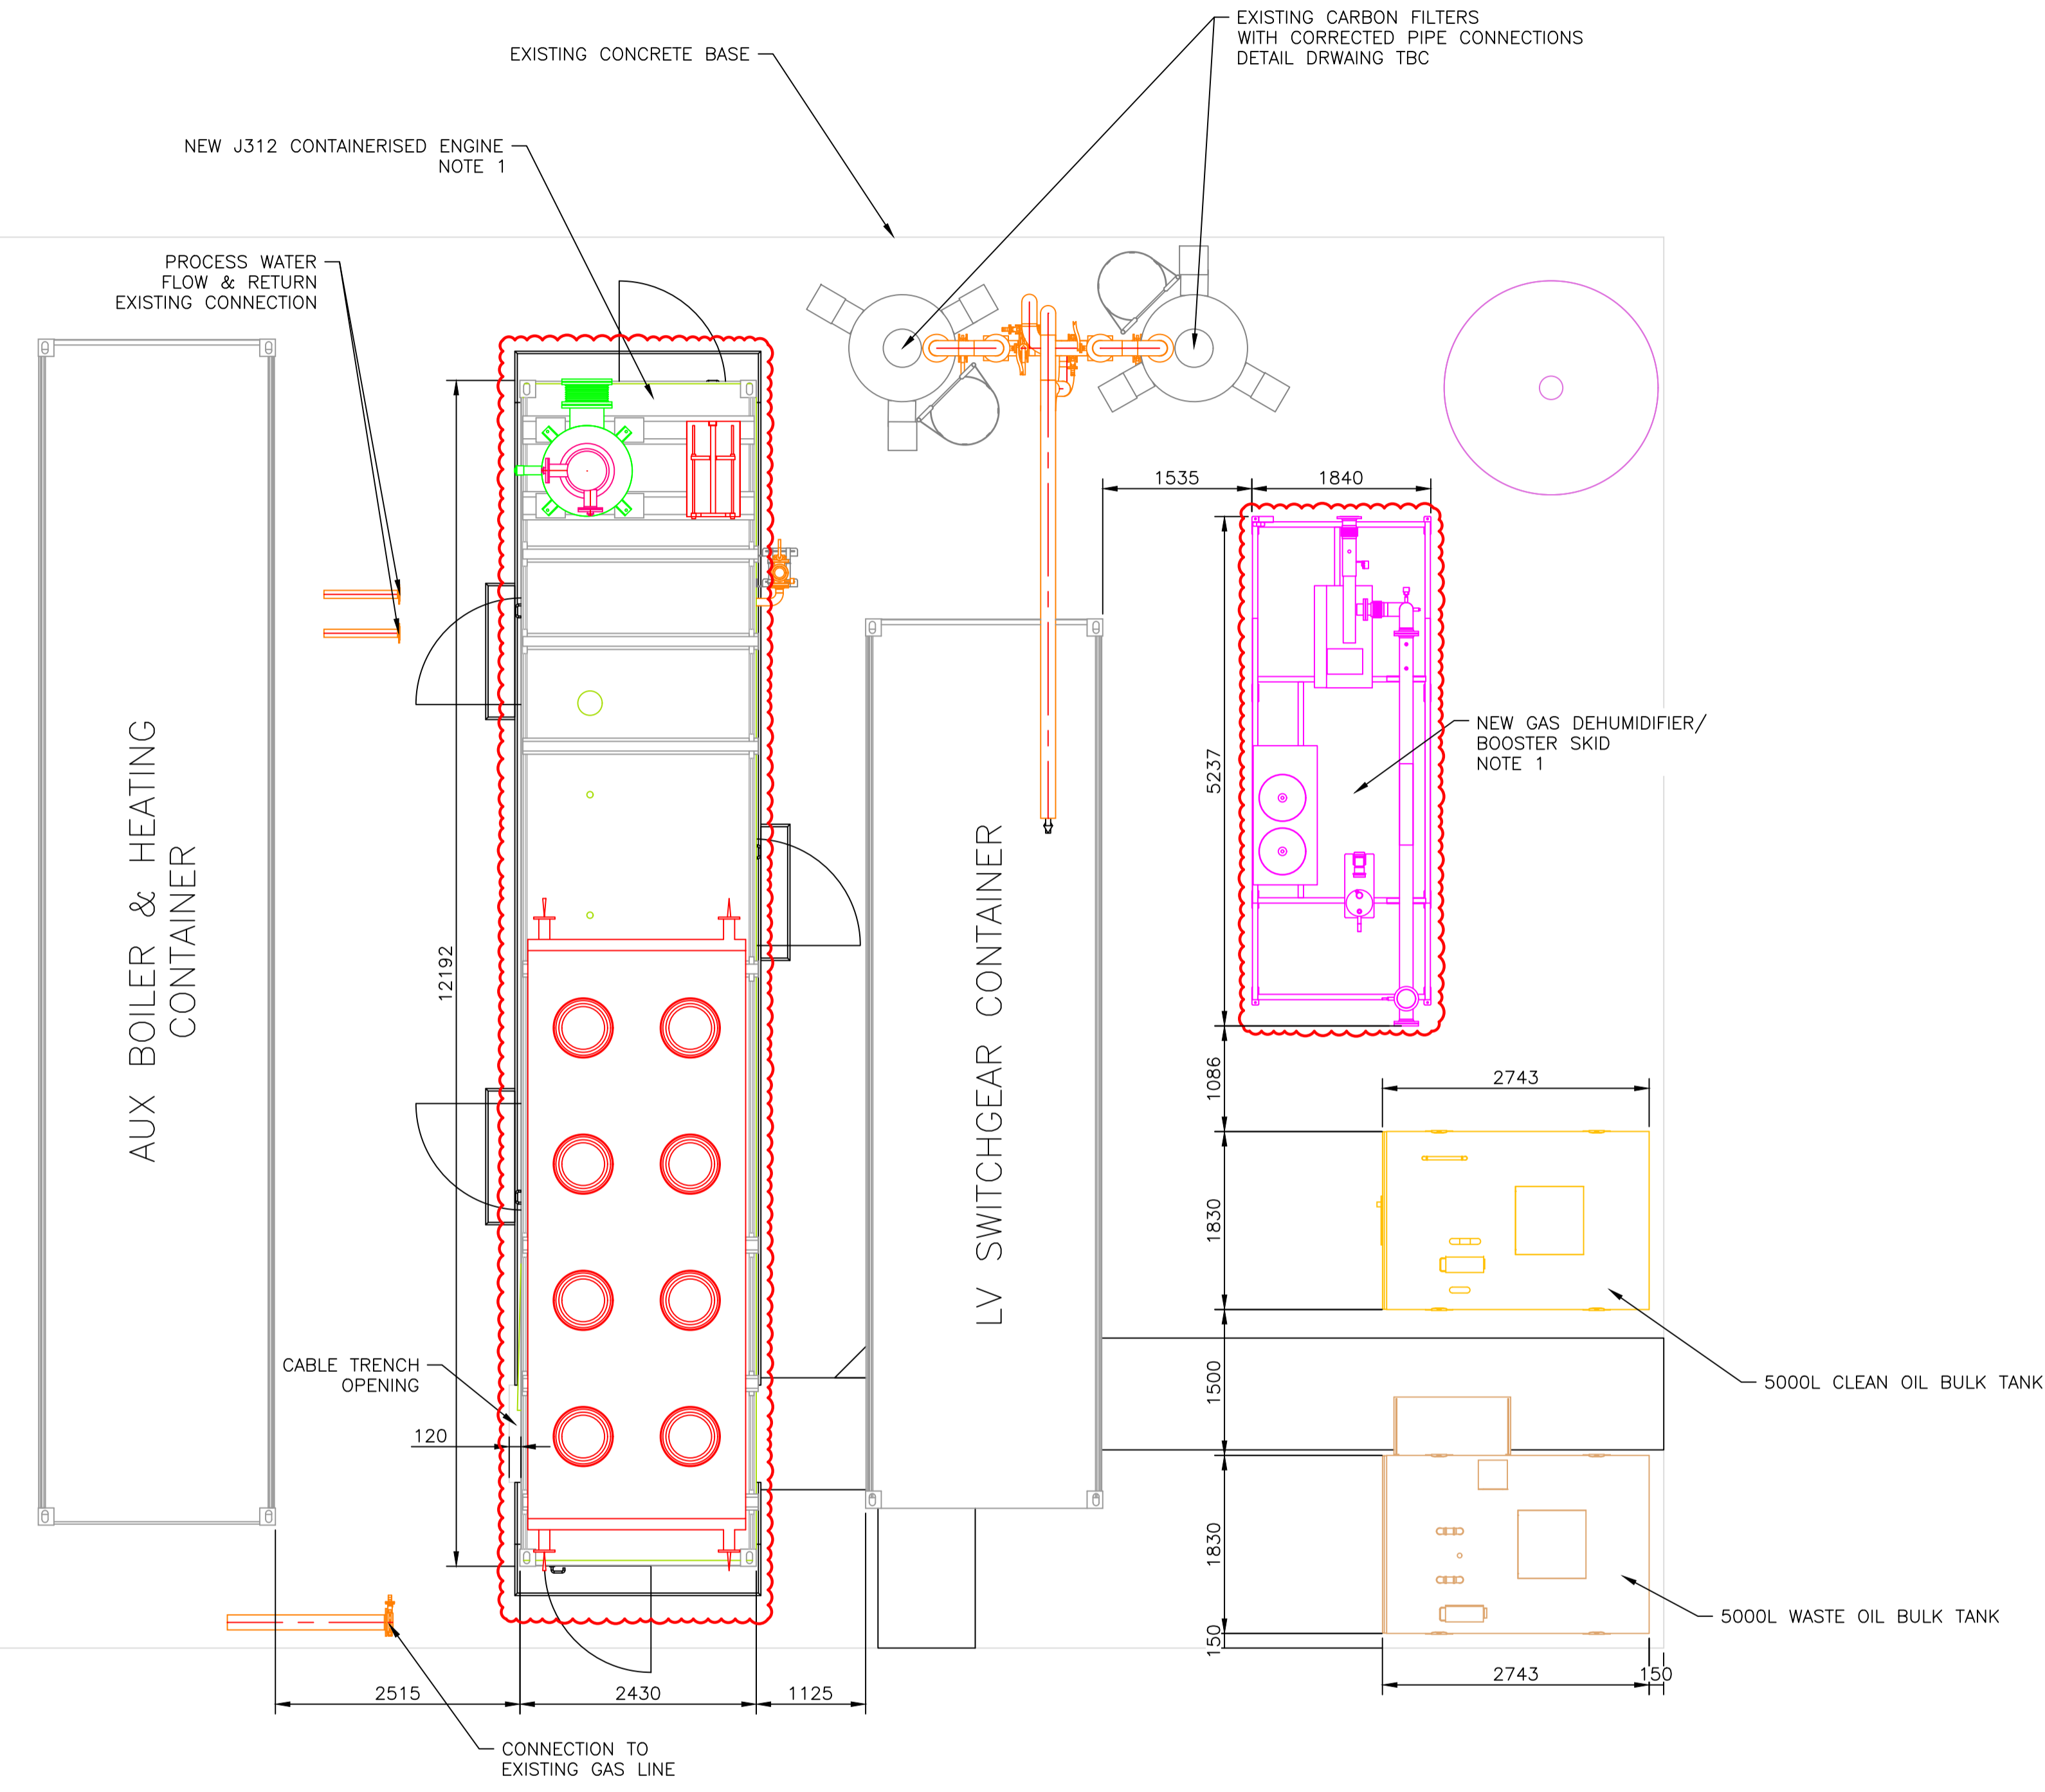 EXISTING CARBON FILTERS
WITH CORRECTED PIPE CONNECTIONS
DETAIL DRWAING TBC
EXISTING CONCRETE BASE
NEW J312 CONTAINERISED ENGINE
NOTE 1
PROCESS WATER
FLOW & RETURN
EXISTING CONNECTION
1535
1840
5237
NEW GAS DEHUMIDIFIER/
BOOSTER SKID
NOTE 1
AUX BOILER & HEATING
CONTAINER
12192
LV SWITCHGEAR CONTAINER
1086
2743
1830
CABLE TRENCH
OPENING
120
1500
5000L CLEAN OIL BULK TANK
1830
5000L WASTE OIL BULK TANK
150
2743
150
2515
2430
1125
CONNECTION TO
EXISTING GAS LINE